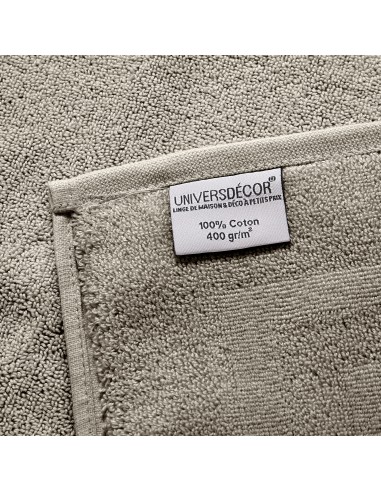 UNIVERSDÉCOR®
LINGE DE MAISON & DÉCO À PETITS PRIX
100% Coton
400 gr/m²